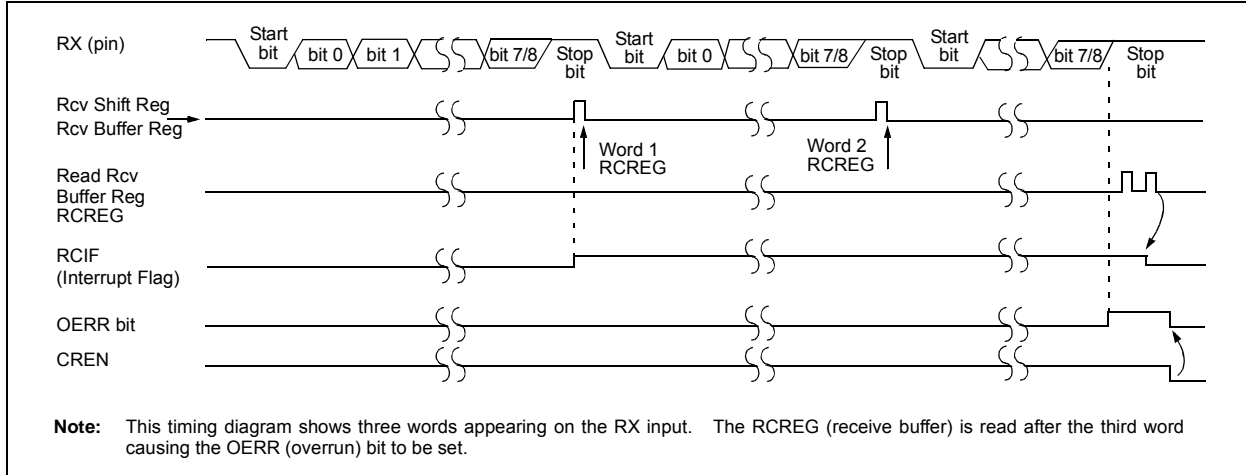 RX (pin)
Start
bit
bit 0
bit 1
bit 7/8
Stop
bit
Start
bit
bit 0
bit 7/8
Stop
bit
Start
bit
bit 7/8
Stop
bit
Rcv Shift Reg
Rcv Buffer Reg
Word 1
RCREG
Word 2
RCREG
Read Rcv
Buffer Reg
RCREG
RCIF
(Interrupt Flag)
OERR bit
CREN
Note: This timing diagram shows three words appearing on the RX input. The RCREG (receive buffer) is read after the third word
causing the OERR (overrun) bit to be set.